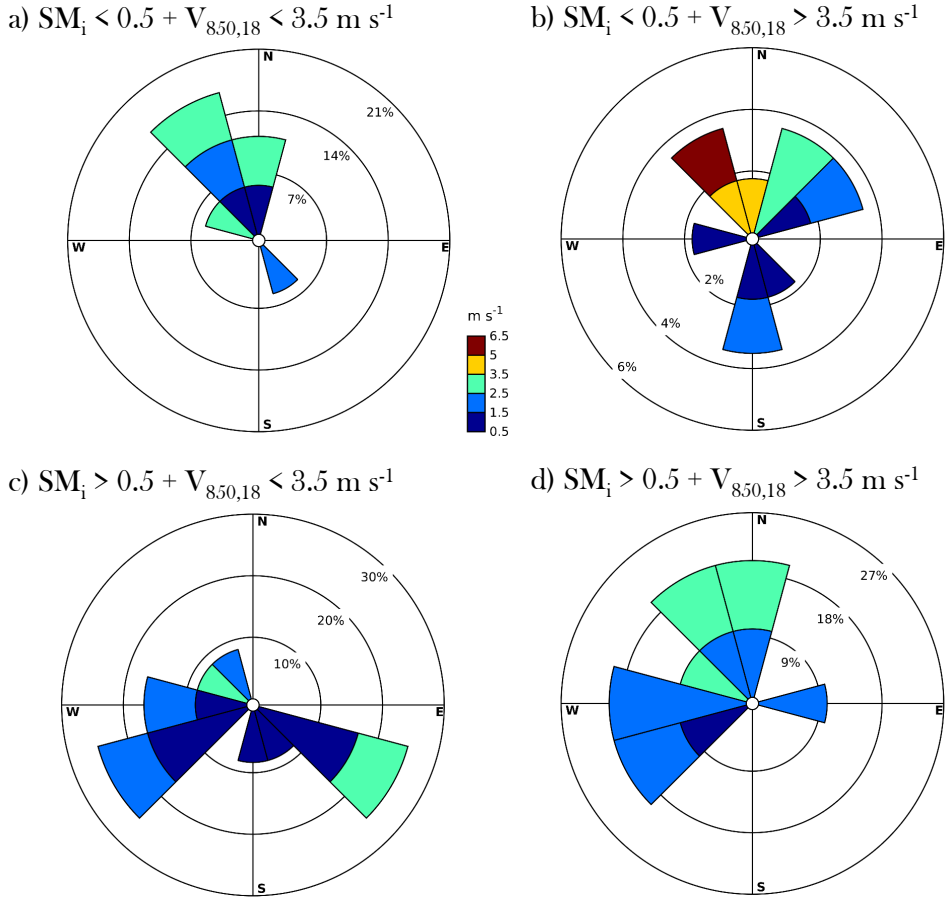 a) SMᵢ < 0.5 + V₈₅₀,₁₈ < 3.5 m s⁻¹
b) SMᵢ < 0.5 + V₈₅₀,₁₈ > 3.5 m s⁻¹
N
21%
14%
7%
W
E
S
N
W
E
2%
4%
6%
S
m s⁻¹
6.5
5
3.5
2.5
1.5
0.5
c) SMᵢ > 0.5 + V₈₅₀,₁₈ < 3.5 m s⁻¹
d) SMᵢ > 0.5 + V₈₅₀,₁₈ > 3.5 m s⁻¹
N
30%
20%
10%
W
E
S
N
27%
18%
9%
W
E
S